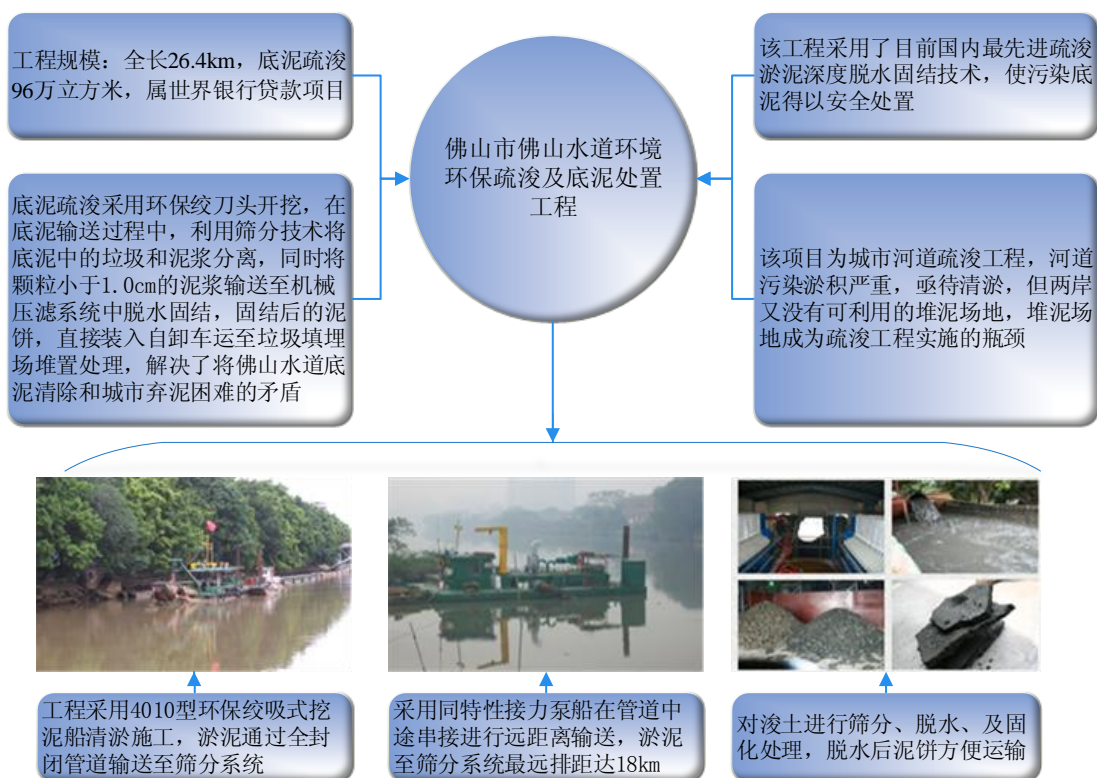 工程规模：全长26.4km，底泥疏浚
96万立方米，属世界银行贷款项目
底泥疏浚采用环保绞刀头开挖，在
底泥输送过程中，利用筛分技术将
底泥中的垃圾和泥浆分离，同时将
颗粒小于1.0cm的泥浆输送至机械
压滤系统中脱水固结，固结后的泥
饼，直接装入自卸车运至垃圾填埋
场堆置处理，解决了将佛山水道底
泥清除和城市弃泥困难的矛盾
佛山市佛山水道环境
环保疏浚及底泥处置
工程
该工程采用了目前国内最先进疏浚
淤泥深度脱水固结技术，使污染底
泥得以安全处置
该项目为城市河道疏浚工程，河道
污染淤积严重，亟待清淤，但两岸
又没有可利用的堆泥场地，堆泥场
地成为疏浚工程实施的瓶颈
工程采用4010型环保绞吸式挖
泥船清淤施工，淤泥通过全封
闭管道输送至筛分系统
采用同特性接力泵船在管道中
途串接进行远距离输送，淤泥
至筛分系统最远排距达18km
对浚土进行筛分、脱水、及固
化处理，脱水后泥饼方便运输